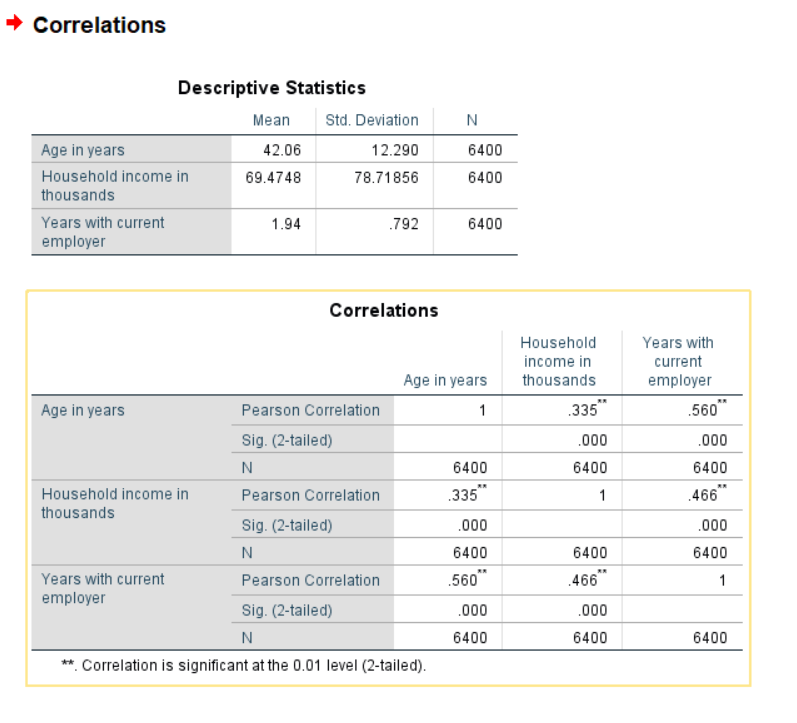 Correlations
Descriptive Statistics
Mean Std. Deviation N
Age in years 42.06 12.290 6400
Household income in thousands 69.4748 78.71856 6400
Years with current employer 1.94 .792 6400
Correlations
Age in years Household income in thousands Years with current employer
Age in years Pearson Correlation 1 .335** .560**
Sig. (2-tailed) .000 .000
N 6400 6400 6400
Household income in thousands Pearson Correlation .335** 1 .466**
Sig. (2-tailed) .000 .000
N 6400 6400 6400
Years with current employer Pearson Correlation .560** .466** 1
Sig. (2-tailed) .000 .000
N 6400 6400 6400
**. Correlation is significant at the 0.01 level (2-tailed).